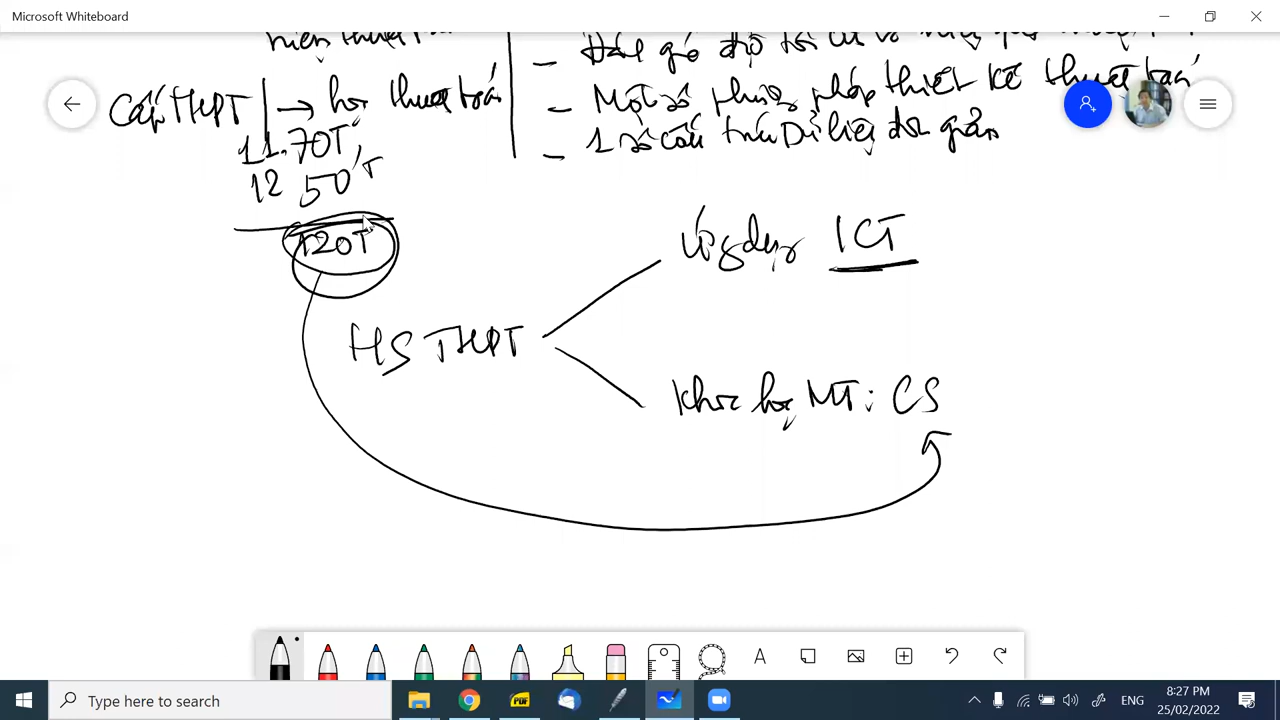 Microsoft Whiteboard
Cấp THPT → học thuật toán
11. 70T
12 50T
120T
- Một số phương pháp thiết kế thuật toán
- 1 số cấu trúc Dữ liệu đơn giản
Ứng dụng ICT
HS THPT
Khoa học MT: CS
Type here to search
ENG
8:27 PM
25/02/2022